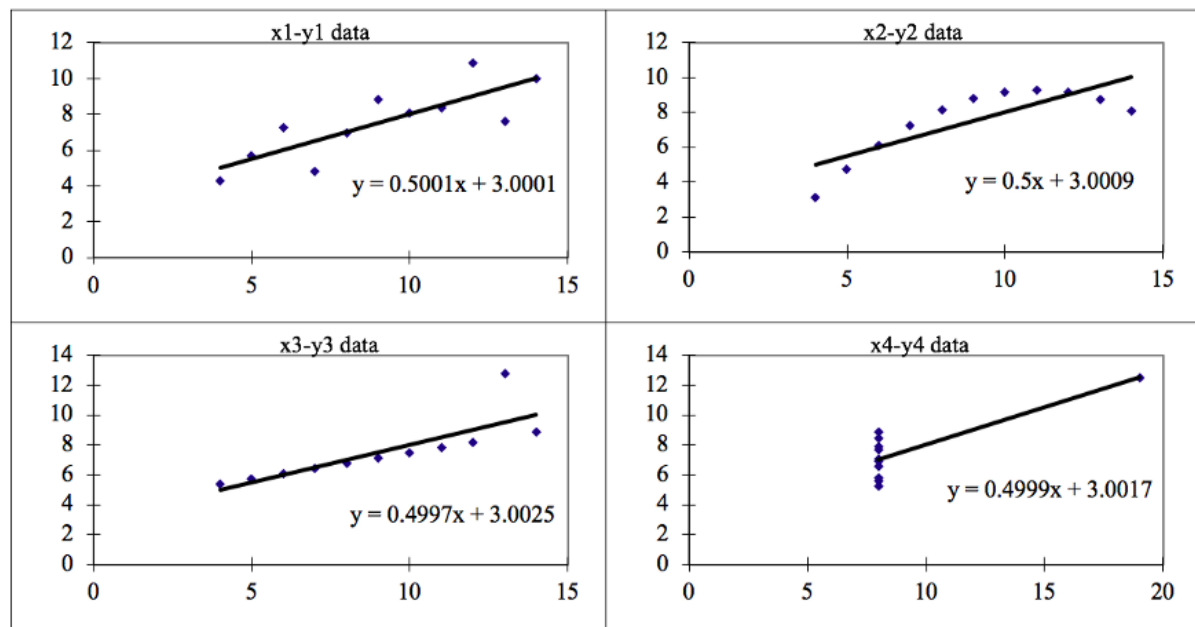 x1-y1 data
12
10
8
6
4
2
0
0 5 10 15
y = 0.5001x + 3.0001
x2-y2 data
12
10
8
6
4
2
0
0 5 10 15
y = 0.5x + 3.0009
x3-y3 data
14
12
10
8
6
4
2
0
0 5 10 15
y = 0.4997x + 3.0025
x4-y4 data
14
12
10
8
6
4
2
0
0 5 10 15 20
y = 0.4999x + 3.0017